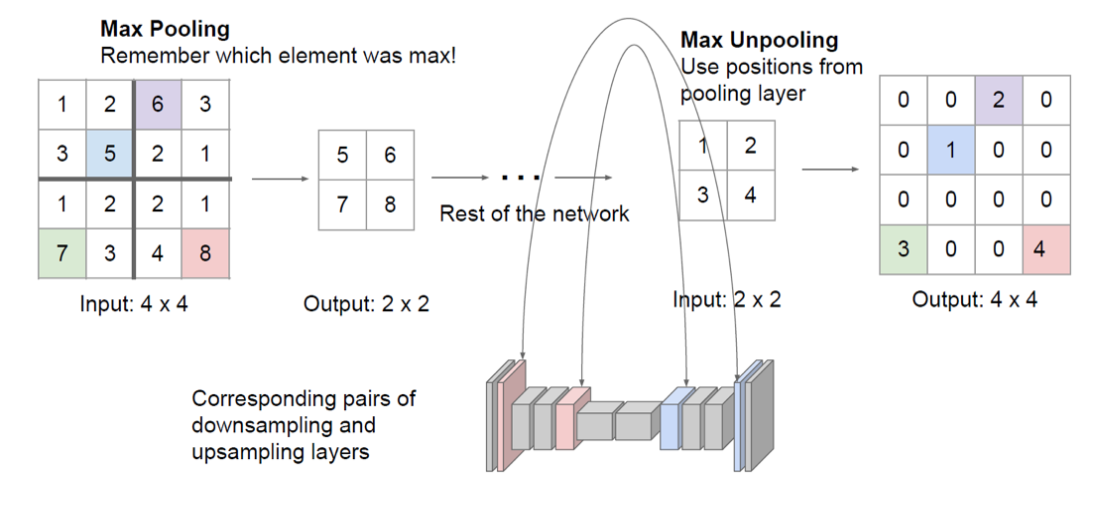 Max Pooling
Remember which element was max!
1 2 6 3
3 5 2 1
1 2 2 1
7 3 4 8
Input: 4 x 4
5 6
7 8
Output: 2 x 2
...
Rest of the network
Max Unpooling
Use positions from
pooling layer
1 2
3 4
Input: 2 x 2
0 0 2 0
0 1 0 0
0 0 0 0
3 0 0 4
Output: 4 x 4
Corresponding pairs of
downsampling and
upsampling layers